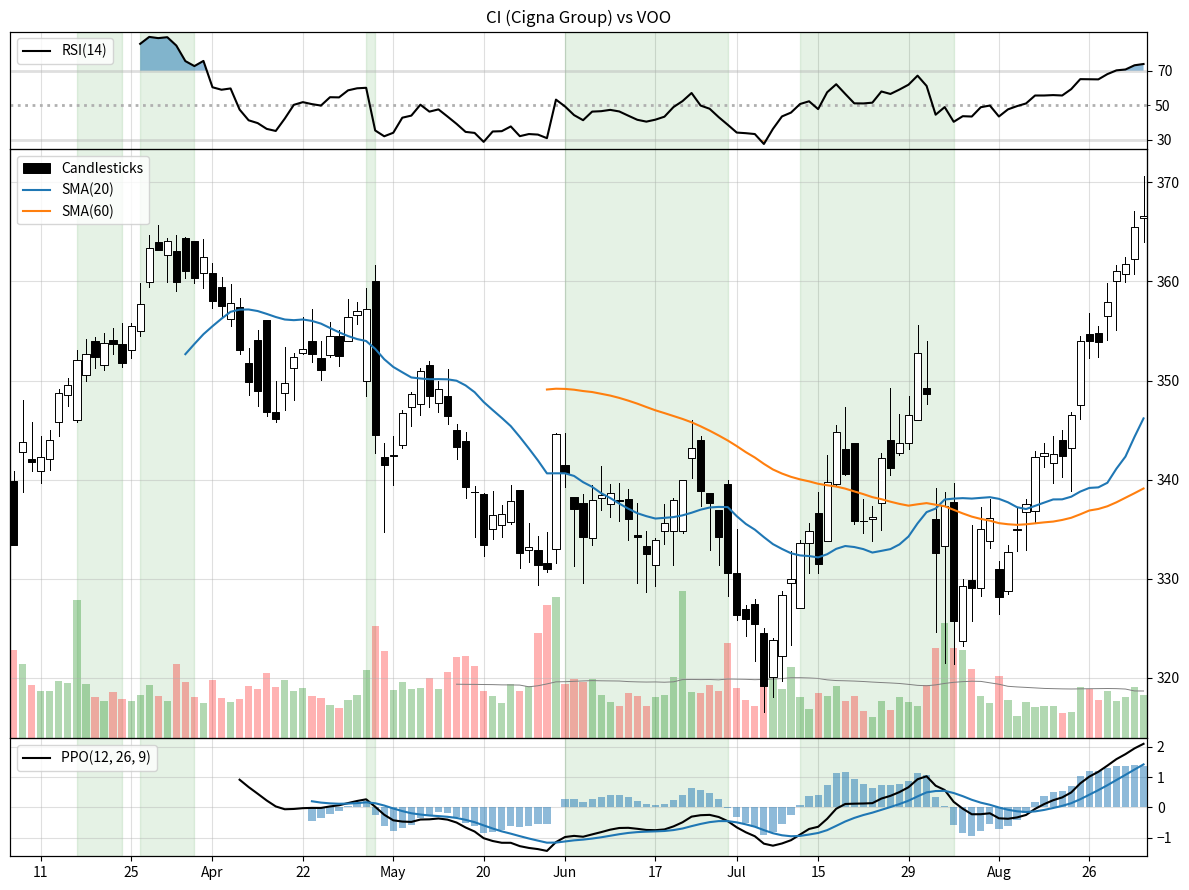 CI (Cigna Group) vs VOO
RSI(14)
70
50
30
Candlesticks
SMA(20)
SMA(60)
370
360
350
340
330
320
PPO(12, 26, 9)
2
1
0
−1
11 25 Apr 22 May 20 Jun 17 Jul 15 29 Aug 26